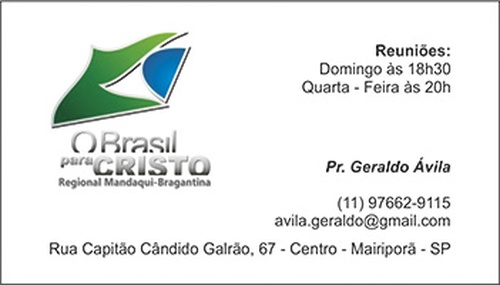 Reuniões:
Domingo às 18h30
Quarta - Feira às 20h
O Brasil
para CRISTO
Regional Mandaqui-Bragantina
Pr. Geraldo Ávila
(11) 97662-9115
avila.geraldo@gmail.com
Rua Capitão Cândido Galrão, 67 - Centro - Mairiporã - SP